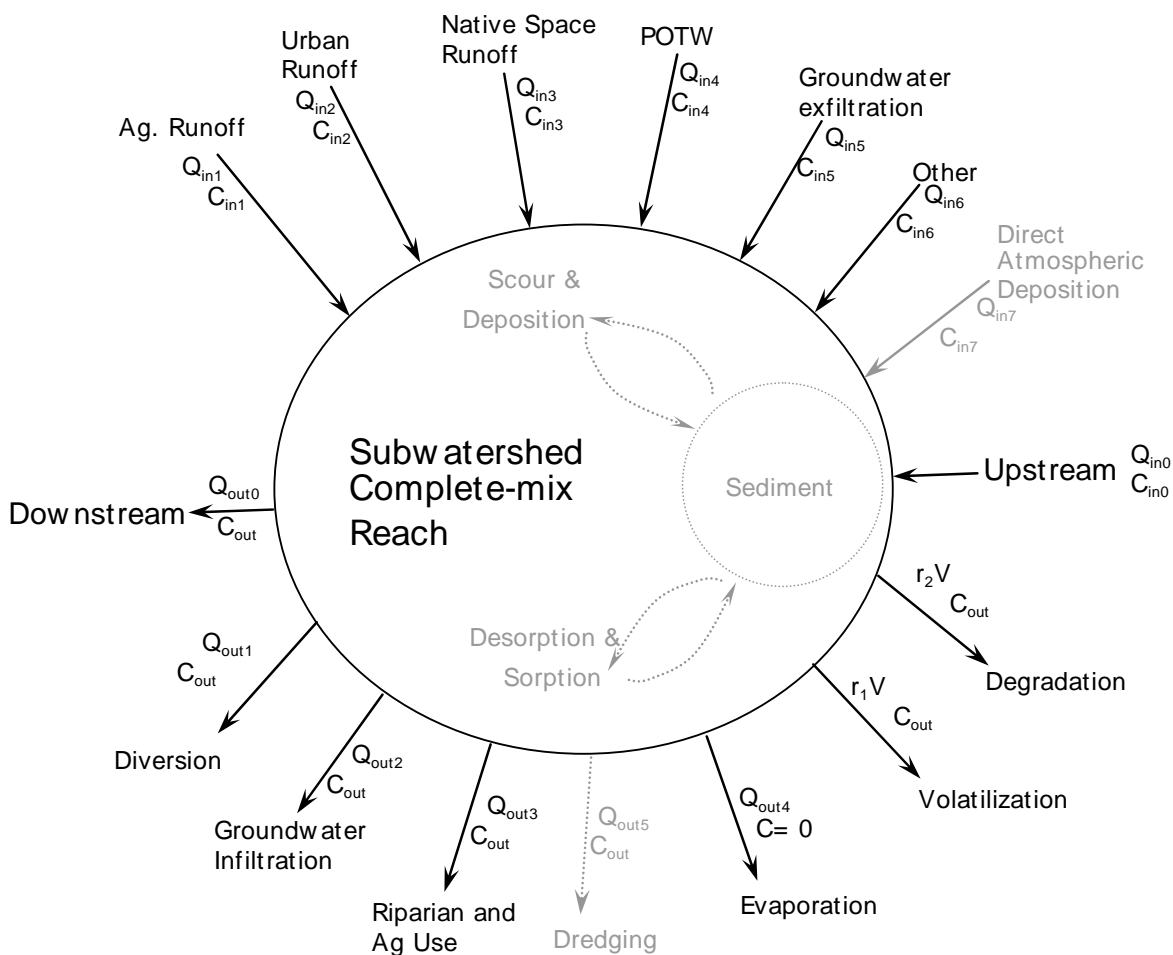 Native Space
Runoff
Q_in3
C_in3
POTW
Q_in4
C_in4
Urban
Runoff
Q_in2
C_in2
Groundwater
exfiltration
Q_in5
C_in5
Ag. Runoff
Q_in1
C_in1
Other
Q_in6
C_in6
Direct
Atmospheric
Deposition
Q_in7
C_in7
Scour &
Deposition
Subwatershed
Complete-mix
Reach
Sediment
Upstream
Q_in0
C_in0
Q_out0
Downstream
C_out
r_2V
C_out
Degradation
Desorption &
Sorption
Q_out1
C_out
Diversion
r_1V
C_out
Volatilization
Q_out2
C_out
Groundwater
Infiltration
Q_out3
C_out
Riparian and
Ag Use
Q_out5
C_out
Dredging
Q_out4
C= 0
Evaporation